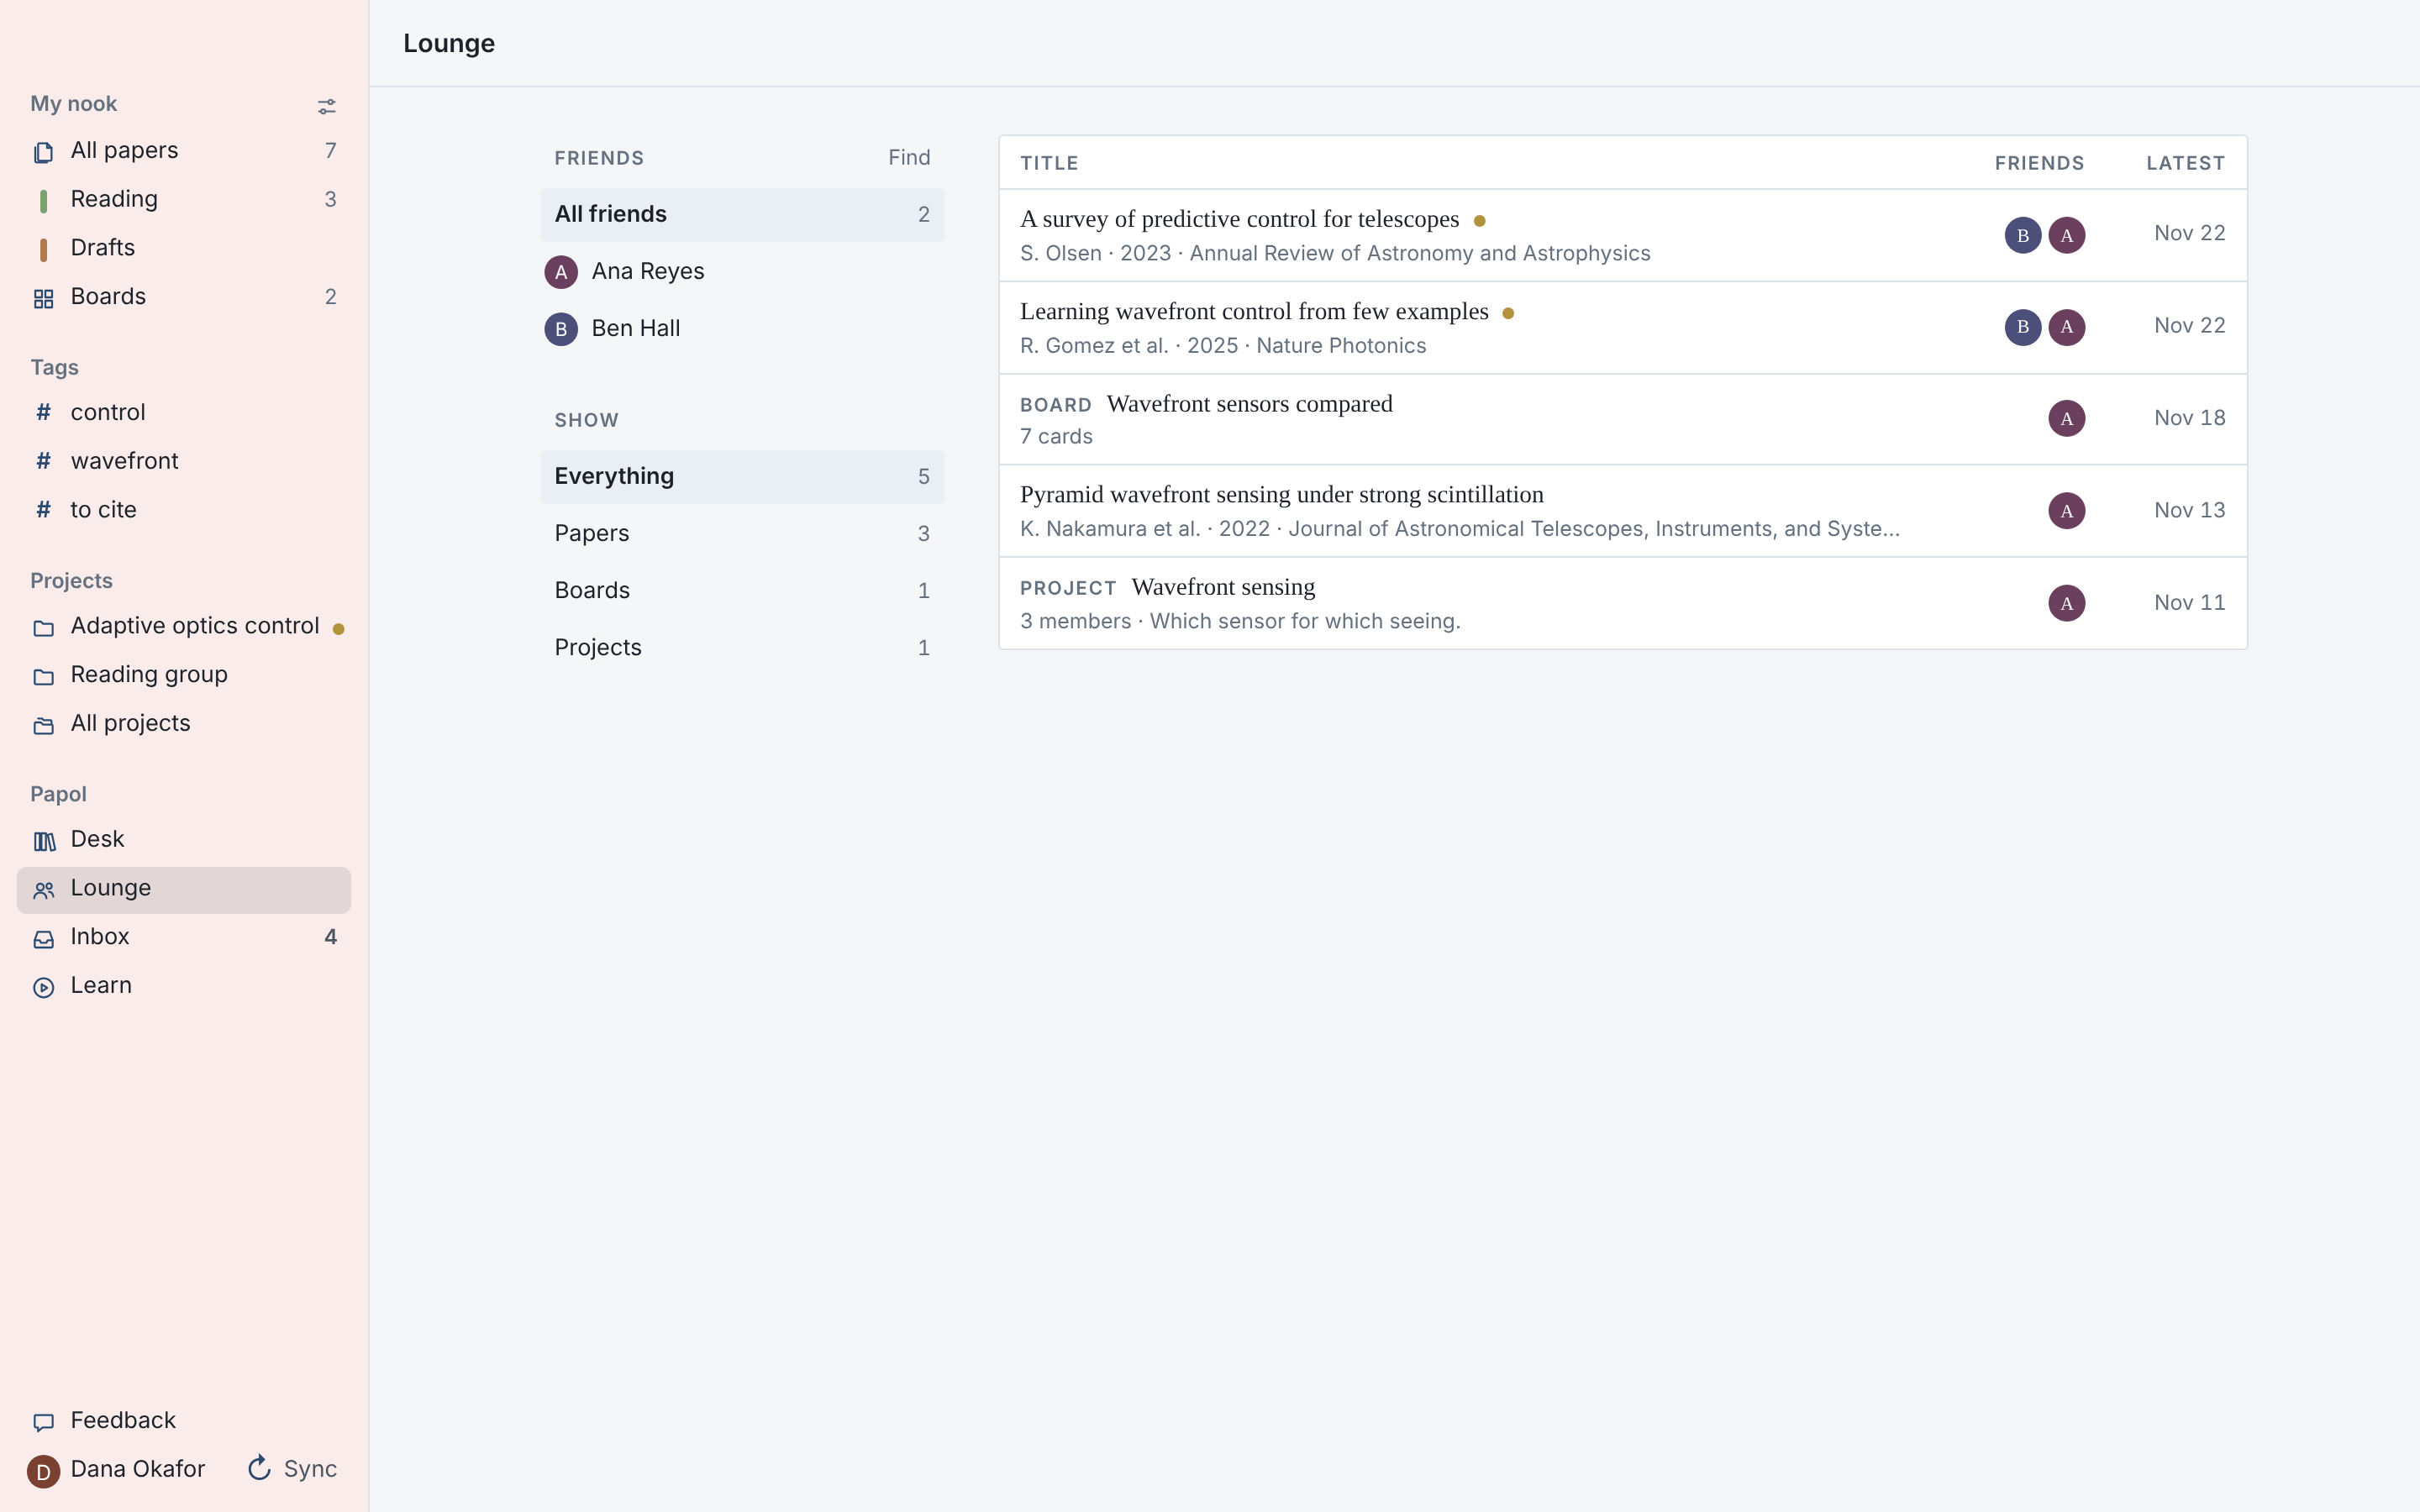 Lounge
My nook
All papers 7
Reading 3
Drafts
Boards 2
Tags
# control
# wavefront
# to cite
Projects
Adaptive optics control
Reading group
All projects
Papol
Desk
Lounge
Inbox 4
Learn
Feedback
D Dana Okafor Sync
FRIENDS Find
All friends 2
A Ana Reyes
B Ben Hall
SHOW
Everything 5
Papers 3
Boards 1
Projects 1
TITLE FRIENDS LATEST
A survey of predictive control for telescopes B A Nov 22
S. Olsen · 2023 · Annual Review of Astronomy and Astrophysics
Learning wavefront control from few examples B A Nov 22
R. Gomez et al. · 2025 · Nature Photonics
BOARD Wavefront sensors compared A Nov 18
7 cards
Pyramid wavefront sensing under strong scintillation A Nov 13
K. Nakamura et al. · 2022 · Journal of Astronomical Telescopes, Instruments, and Syste...
PROJECT Wavefront sensing A Nov 11
3 members · Which sensor for which seeing.